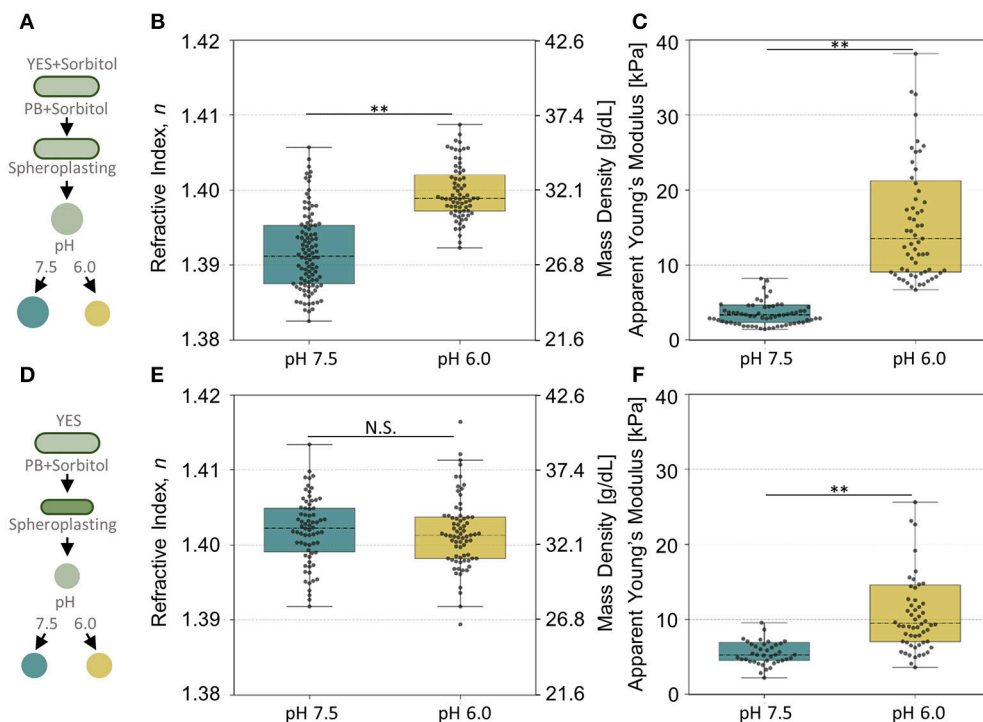 A
YES+Sorbitol
PB+Sorbitol
Spheroplasting
pH
7.5 6.0
B
1.42
1.41
1.40
1.39
1.38
Refractive Index, n
**
42.6
37.4
32.1
26.8
21.6
Mass Density [g/dL]
pH 7.5 pH 6.0
C
40
30
20
10
0
Apparent Young's Modulus [kPa]
**
pH 7.5 pH 6.0
D
YES
PB+Sorbitol
Spheroplasting
pH
7.5 6.0
E
1.42
1.41
1.40
1.39
1.38
Refractive Index, n
N.S.
42.6
37.4
32.1
26.8
21.6
Mass Density [g/dL]
pH 7.5 pH 6.0
F
40
30
20
10
0
Apparent Young's Modulus [kPa]
**
pH 7.5 pH 6.0